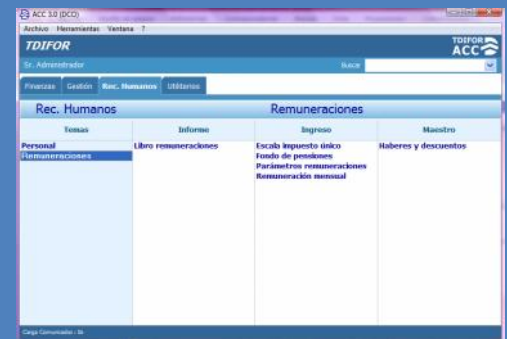 ACC 3.0 (DCO)
Archivo Herramientas Ventana ?
TDIFOR
TDIFOR
ACC
Sr. Administrador
Buscar
Finanzas Gestión Rec. Humanos Utilitarios
Rec. Humanos Remuneraciones
Temas Informe Ingreso Maestro
Personal Libro remuneraciones Escala impuesto único Haberes y descuentos
Remuneraciones Fondo de pensiones
Parámetros remuneraciones
Remuneración mensual